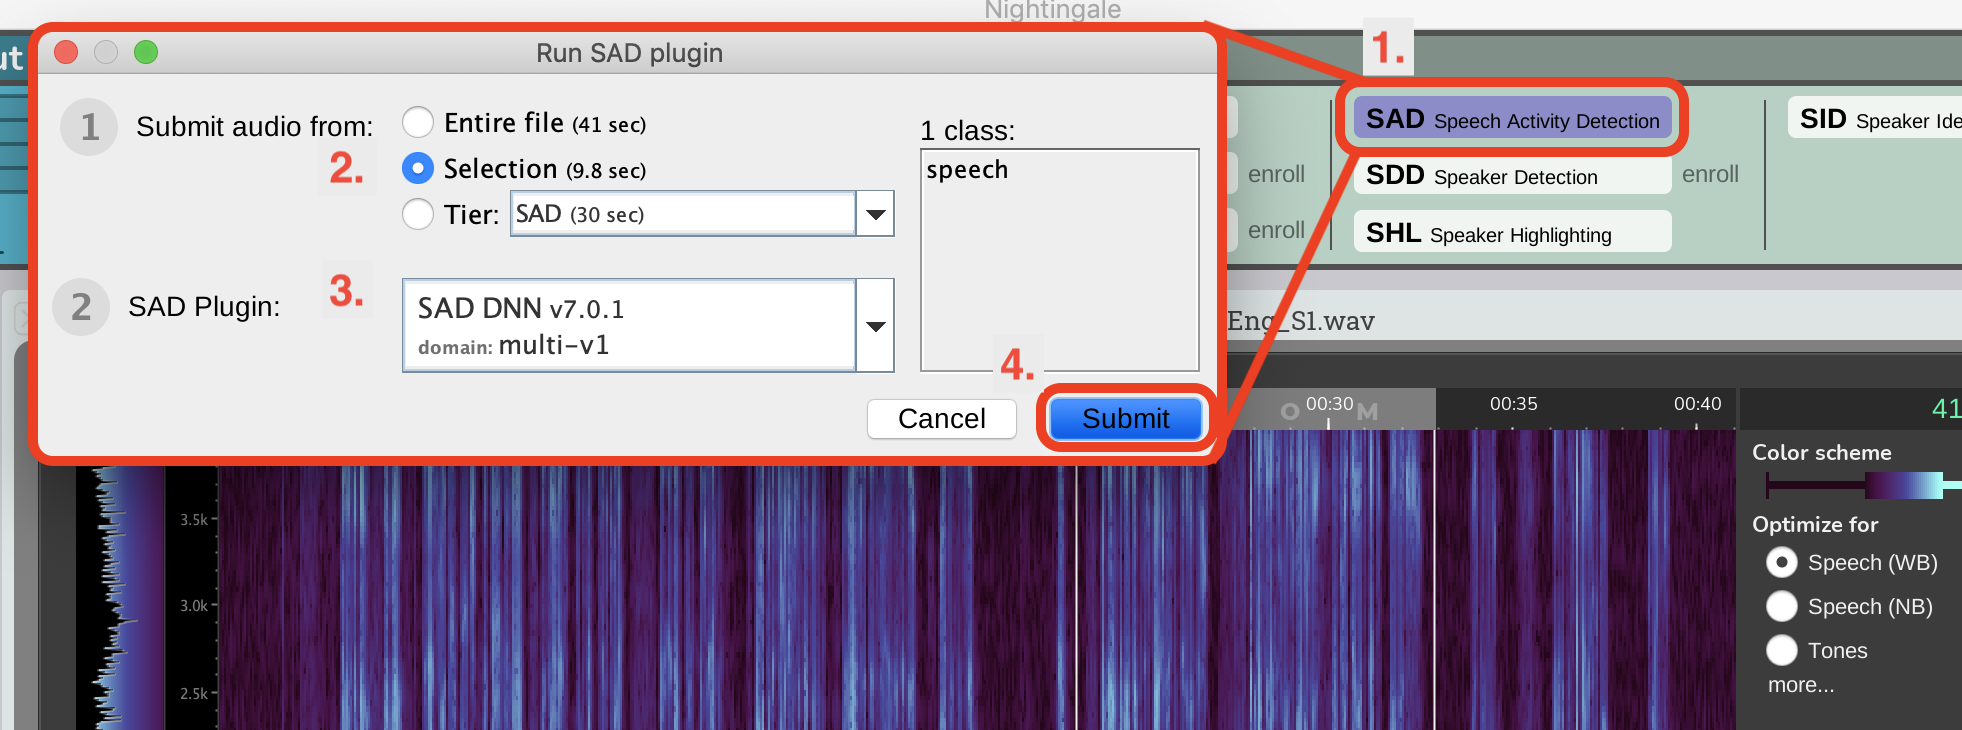 Nightingale
ut
Run SAD plugin
1.
1 Submit audio from:
Entire file (41 sec)
2.
Selection (9.8 sec)
Tier: SAD (30 sec)
1 class:
speech
2 SAD Plugin:
3.
SAD DNN v7.0.1
domain: multi-v1
4.
Cancel
Submit
SAD Speech Activity Detection
SID Speaker Ide
enroll
SDD Speaker Detection
enroll
enroll
SHL Speaker Highlighting
Eng_S1.wav
O 00:30 M 00:35 00:40
41
Color scheme
Optimize for
Speech (WB)
Speech (NB)
Tones
more...
3.5k
3.0k
2.5k